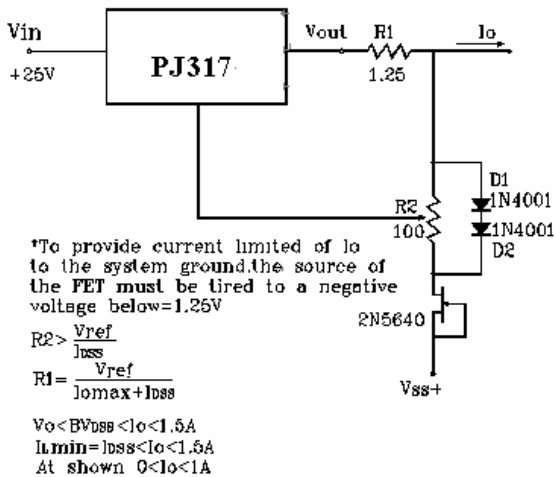 Vin
+25V
PJ317
Vout
R1
1.25
Io
R2
100
D1
1N4001
1N4001
D2
2N5640
Vss+
*To provide current limited of Io
to the system ground.the source of
the FET must be tired to a negative
voltage below=1.25V
R2>Vref/IDSS
R1=Vref/Iomax+IDSS
Vo<BVDSS<Io<1.5A
ILmin=IDSS<Io<1.5A
At shown 0<Io<1A